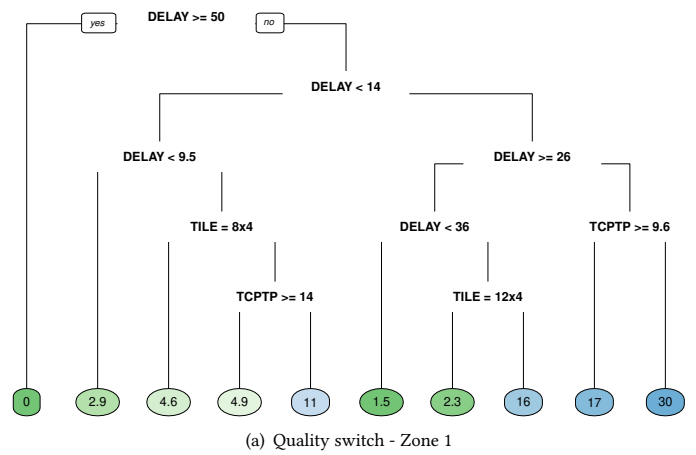 DELAY >= 50
yes
no
DELAY < 14
DELAY < 9.5
DELAY >= 26
TILE = 8x4
DELAY < 36
TCPTP >= 9.6
TCPTP >= 14
TILE = 12x4
0
2.9
4.6
4.9
11
1.5
2.3
16
17
30
(a) Quality switch - Zone 1